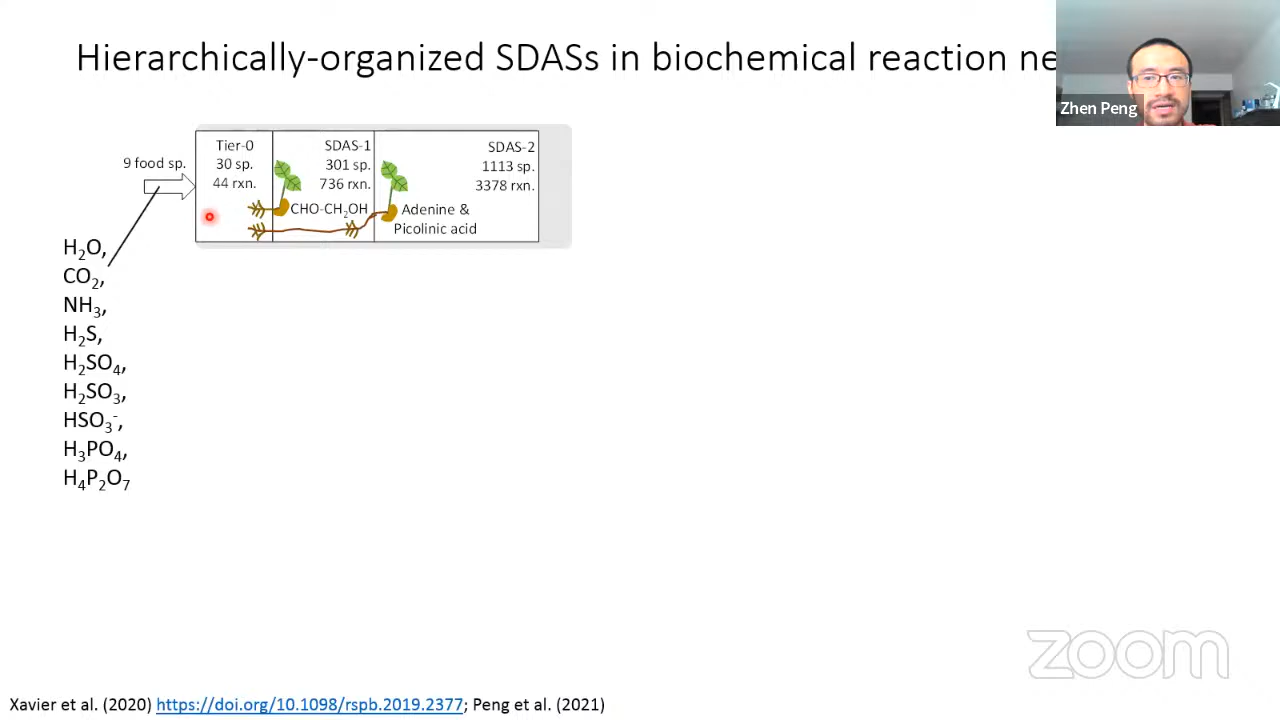 Hierarchically-organized SDASs in biochemical reaction
Zhen Peng
9 food sp.
Tier-0
30 sp.
44 rxn.
SDAS-1
301 sp.
736 rxn.
CHO-CH₂OH
SDAS-2
1113 sp.
3378 rxn.
Adenine &
Picolinic acid
H₂O,
CO₂,
NH₃,
H₂S,
H₂SO₄,
H₂SO₃,
HSO₃⁻,
H₃PO₄,
H₄P₂O₇
zoom
Xavier et al. (2020) https://doi.org/10.1098/rspb.2019.2377; Peng et al. (2021)